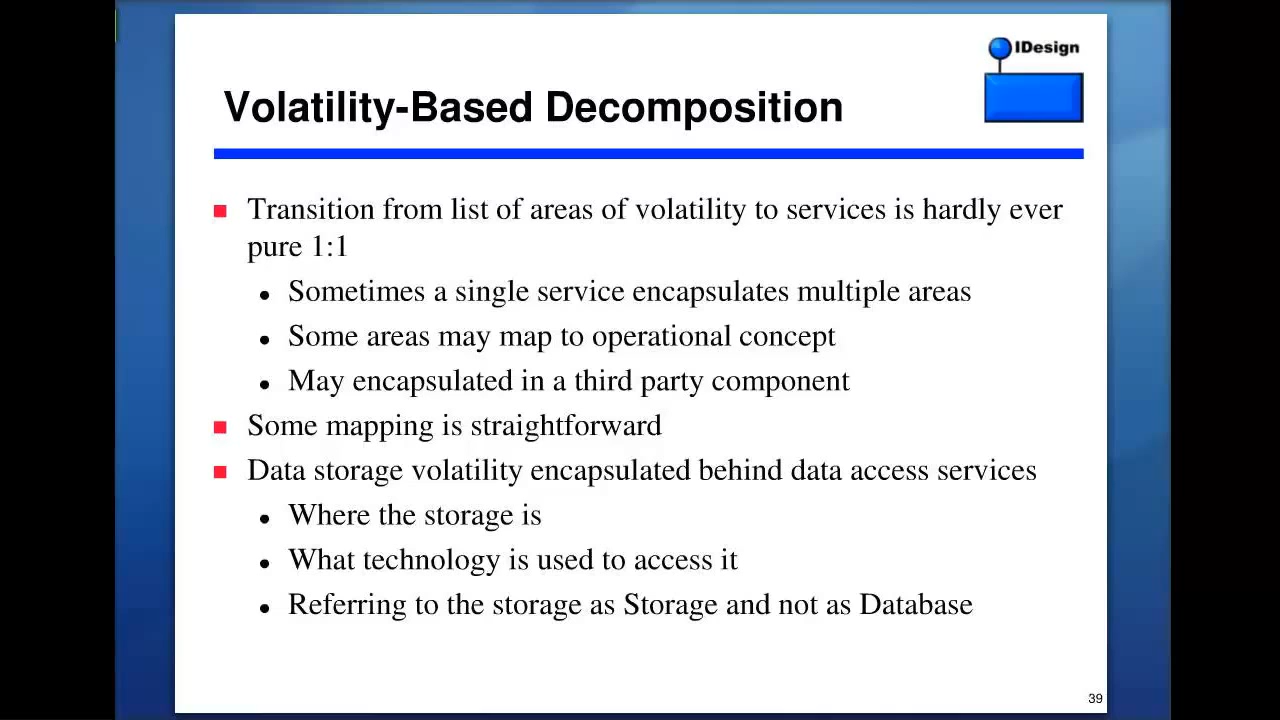 IDesign
Volatility-Based Decomposition
Transition from list of areas of volatility to services is hardly ever
pure 1:1
Sometimes a single service encapsulates multiple areas
Some areas may map to operational concept
May encapsulated in a third party component
Some mapping is straightforward
Data storage volatility encapsulated behind data access services
Where the storage is
What technology is used to access it
Referring to the storage as Storage and not as Database
39